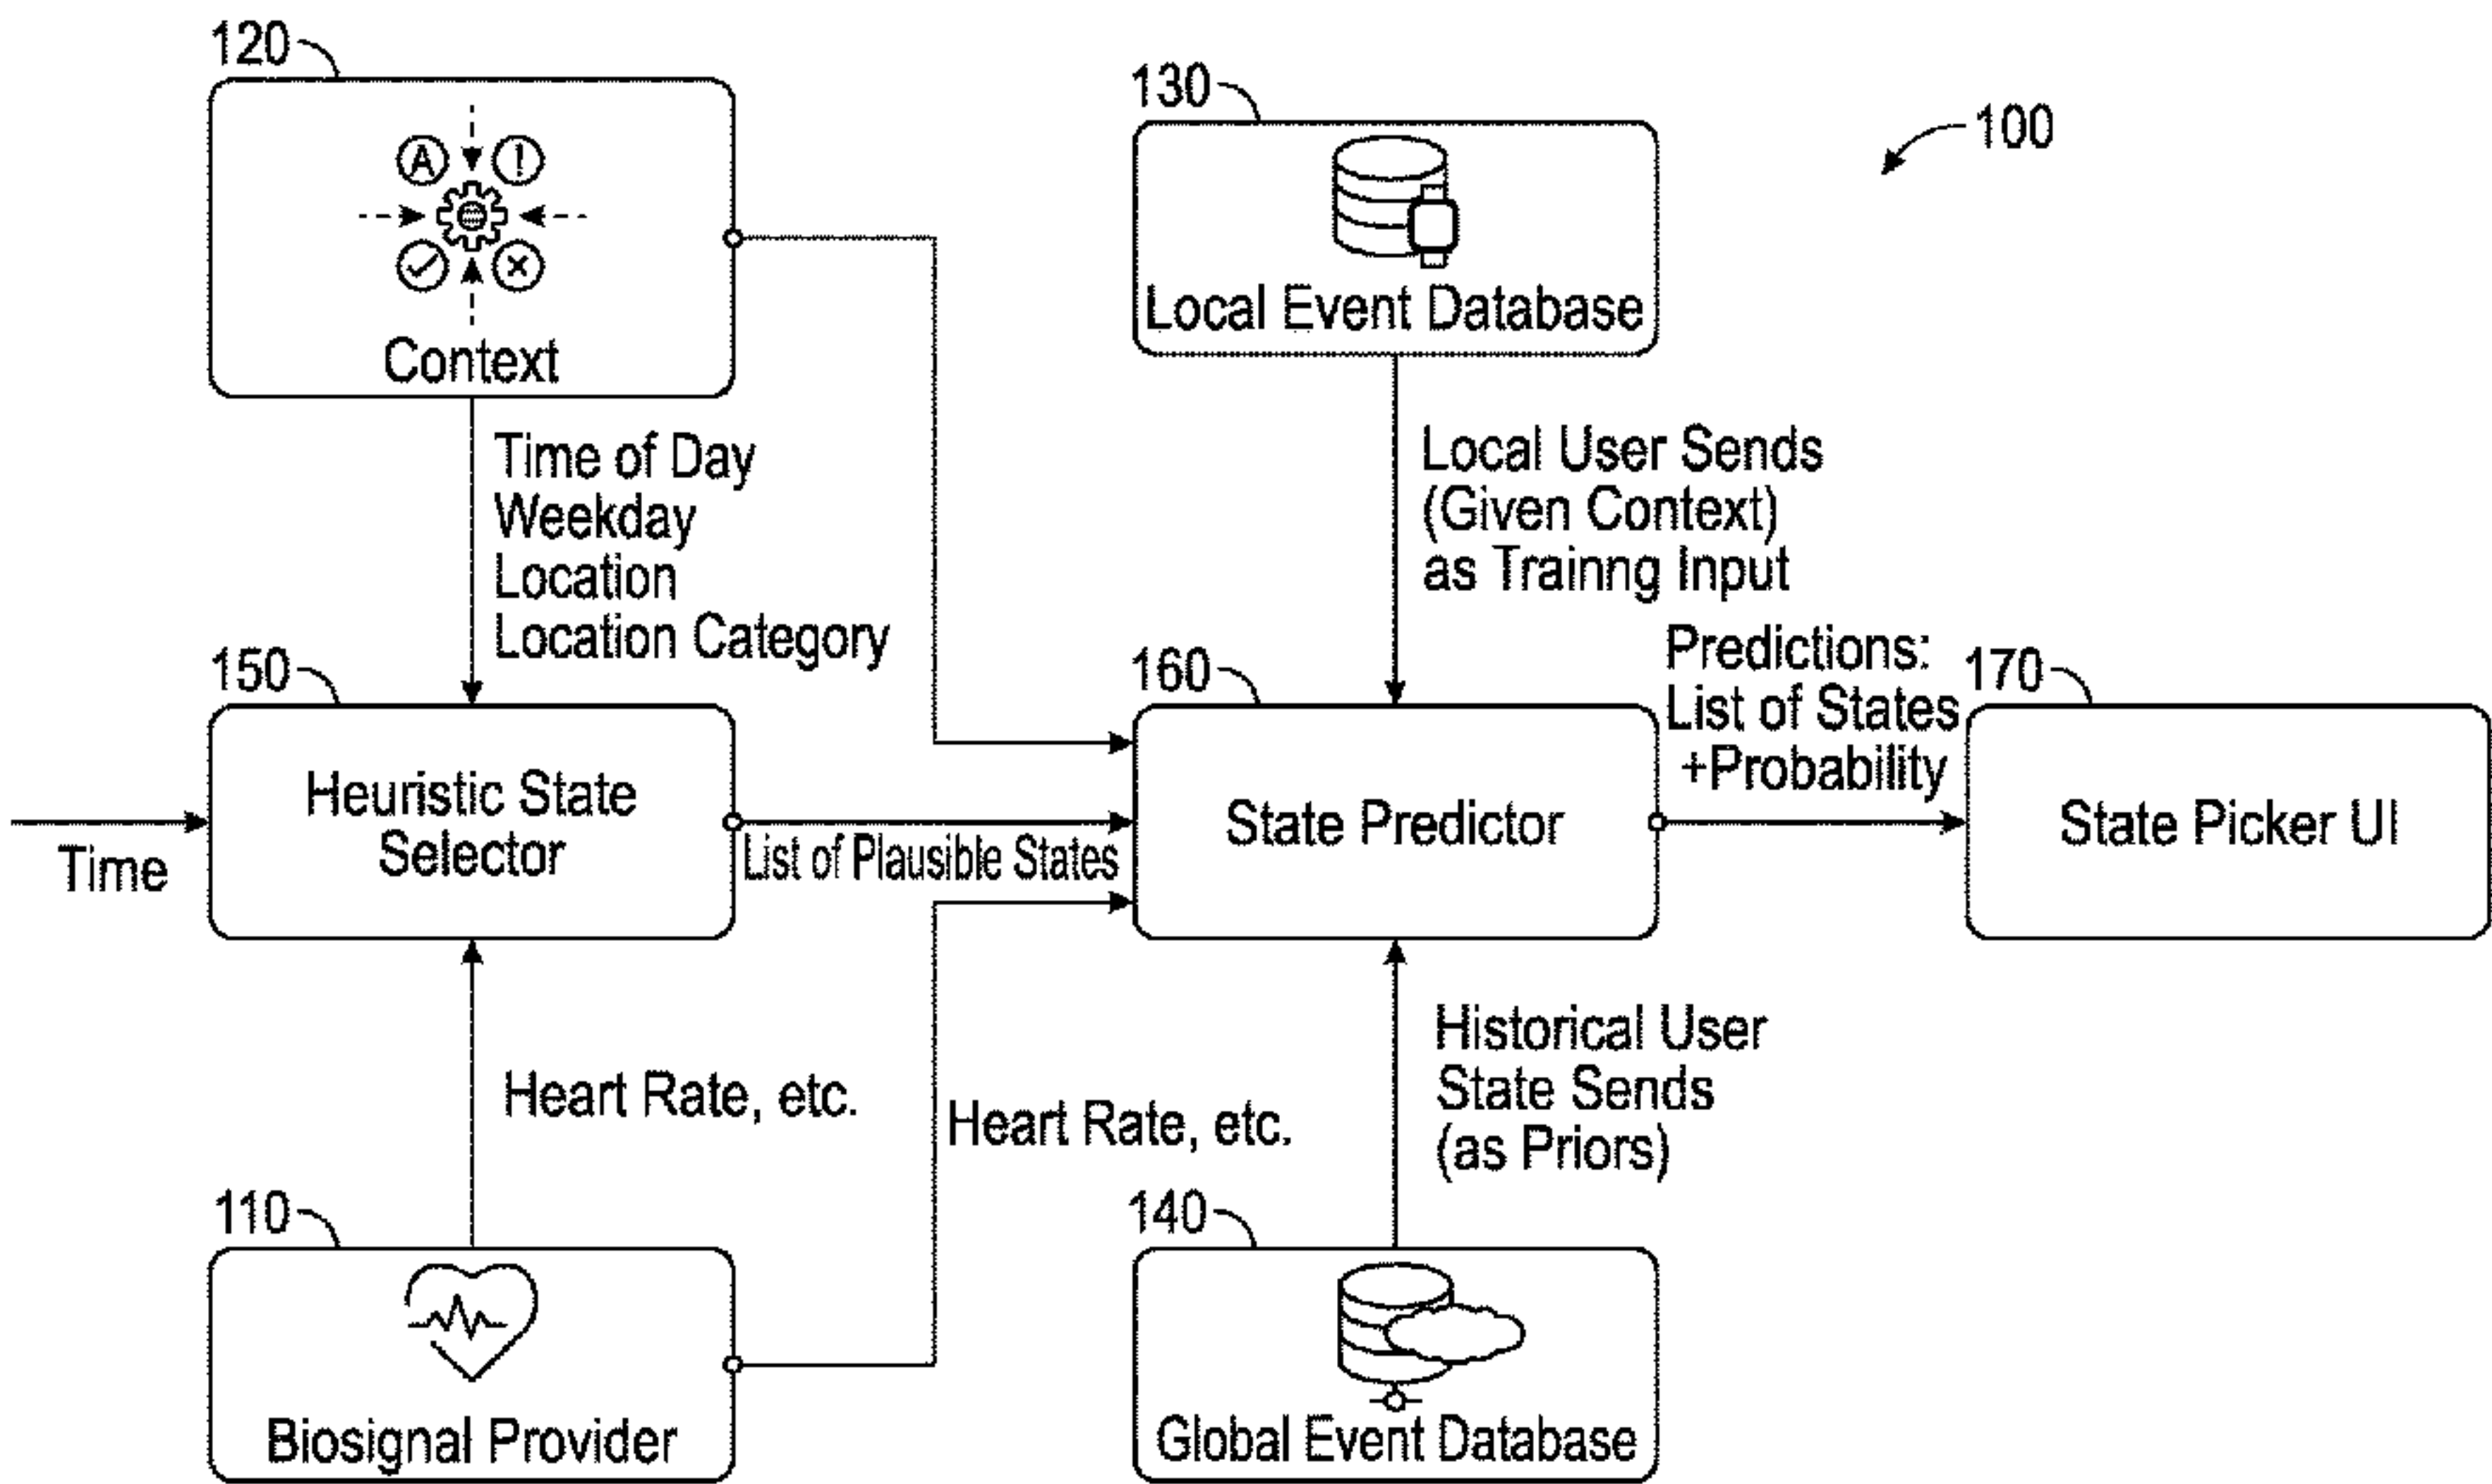 120
A
!
Context
130
Local Event Database
100
Time of Day
Weekday
Location
Location Category
Local User Sends
(Given Context)
as Trainng Input
150
Heuristic State
Selector
Time
List of Plausible States
160
State Predictor
Predictions:
List of States
+Probability
170
State Picker UI
Heart Rate, etc.
Heart Rate, etc.
Historical User
State Sends
(as Priors)
110
Biosignal Provider
140
Global Event Database